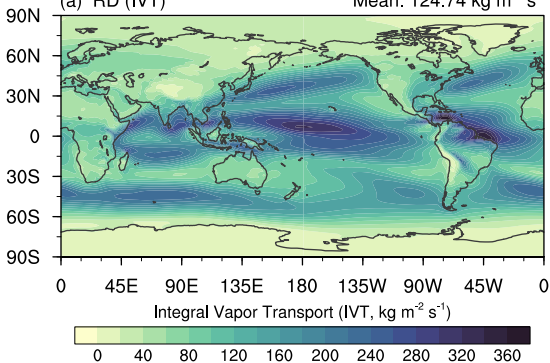 (a) RD (IVT) Mean: 124.74 kg m⁻² s⁻¹
90N
60N
30N
0
30S
60S
90S
0 45E 90E 135E 180 135W 90W 45W 0
Integral Vapor Transport (IVT, kg m⁻² s⁻¹)
0 40 80 120 160 200 240 280 320 360